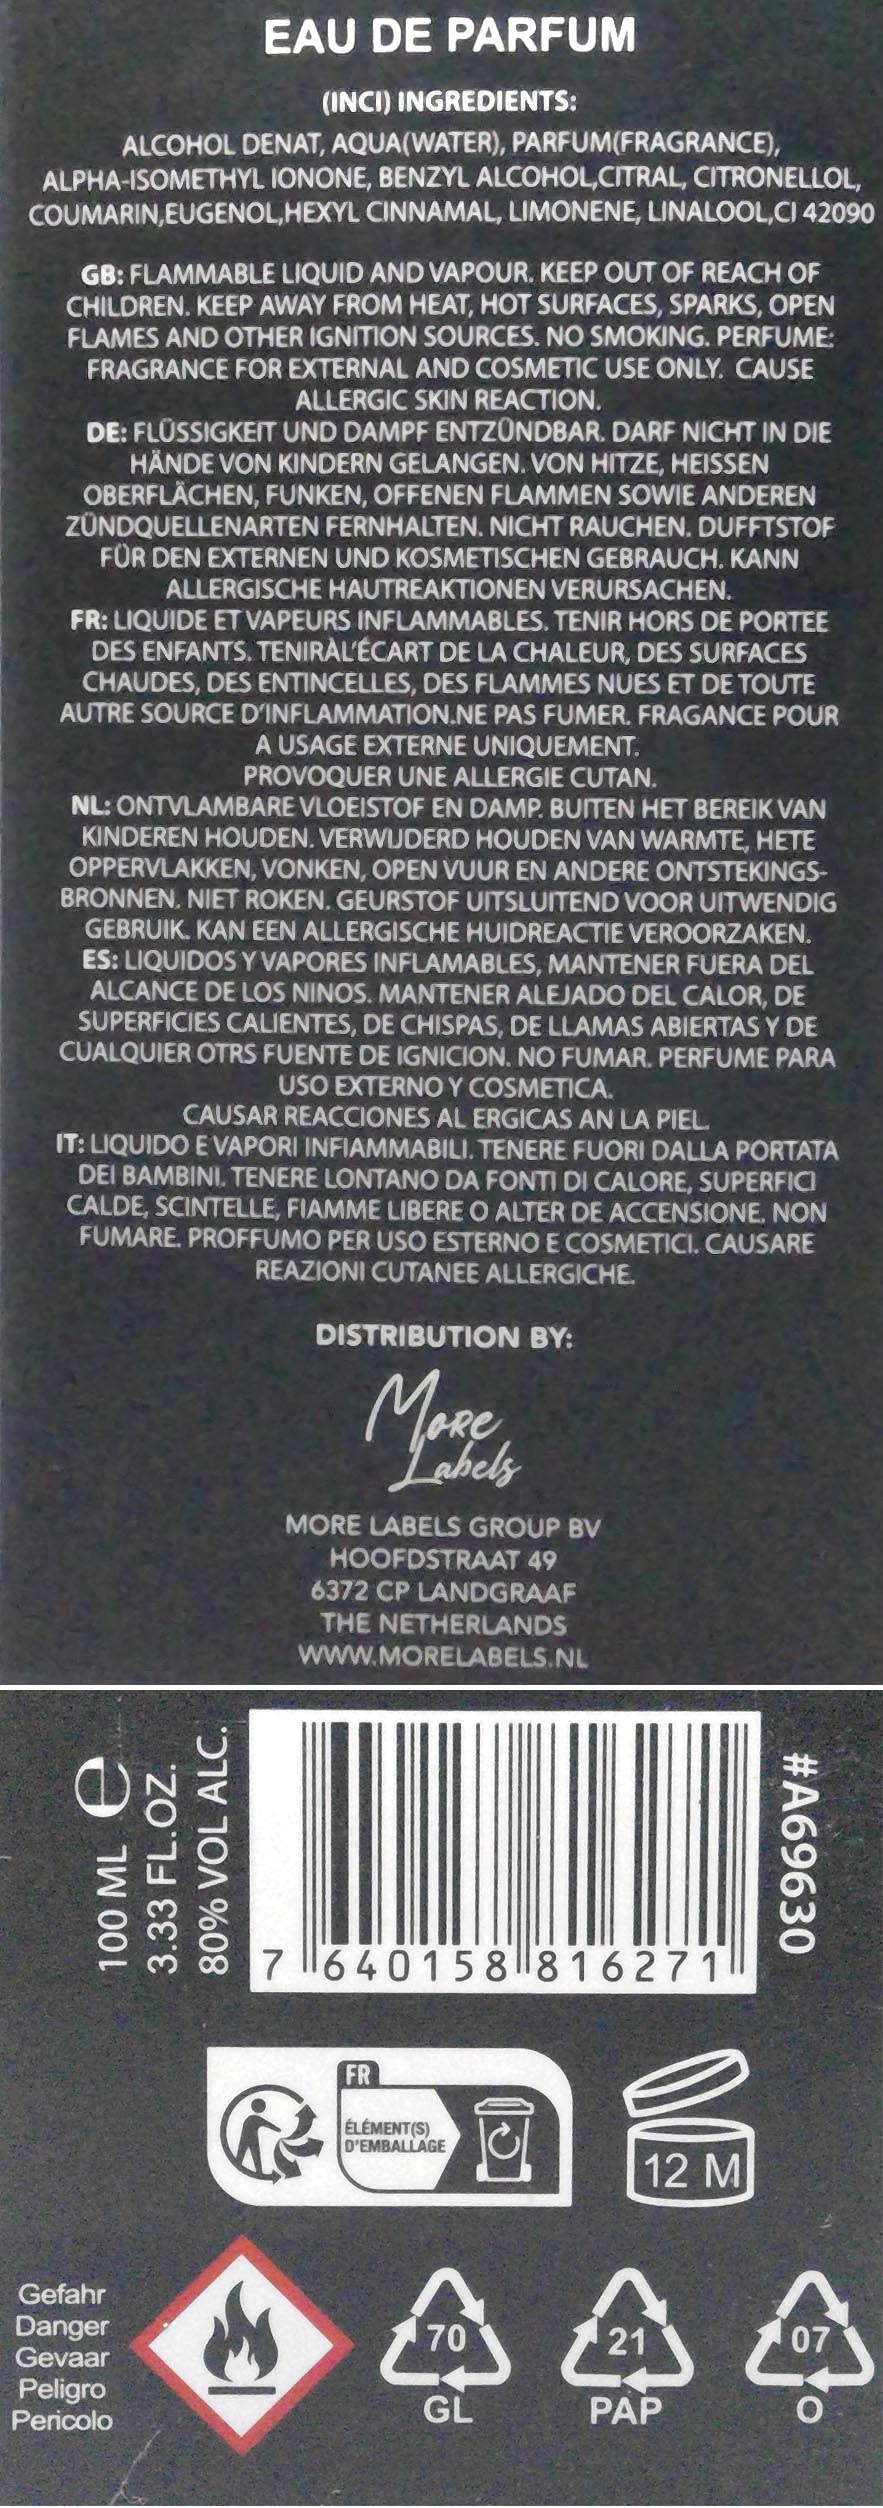 EAU DE PARFUM
(INCI) INGREDIENTS:
ALCOHOL DENAT, AQUA(WATER), PARFUM(FRAGRANCE),
ALPHA-ISOMETHYL IONONE, BENZYL ALCOHOL,CITRAL, CITRONELLOL,
COUMARIN,EUGENOL,HEXYL CINNAMAL, LIMONENE, LINALOOL,CI 42090
GB: FLAMMABLE LIQUID AND VAPOUR. KEEP OUT OF REACH OF
CHILDREN. KEEP AWAY FROM HEAT, HOT SURFACES, SPARKS, OPEN
FLAMES AND OTHER IGNITION SOURCES. NO SMOKING. PERFUME:
FRAGRANCE FOR EXTERNAL AND COSMETIC USE ONLY. CAUSE
ALLERGIC SKIN REACTION.
DE: FLÜSSIGKEIT UND DAMPF ENTZÜNDBAR. DARF NICHT IN DIE
HÄNDE VON KINDERN GELANGEN. VON HITZE, HEISSEN
OBERFLÄCHEN, FUNKEN, OFFENEN FLAMMEN SOWIE ANDEREN
ZÜNDQUELLENARTEN FERNHALTEN. NICHT RAUCHEN. DUFFTSTOF
FÜR DEN EXTERNEN UND KOSMETISCHEN GEBRAUCH. KANN
ALLERGISCHE HAUTREAKTIONEN VERURSACHEN.
FR: LIQUIDE ET VAPEURS INFLAMMABLES. TENIR HORS DE PORTEE
DES ENFANTS. TENIRÀL'ÉCART DE LA CHALEUR, DES SURFACES
CHAUDES, DES ENTINCELLES, DES FLAMMES NUES ET DE TOUTE
AUTRE SOURCE D'INFLAMMATION.NE PAS FUMER. FRAGANCE POUR
A USAGE EXTERNE UNIQUEMENT.
PROVOQUER UNE ALLERGIE CUTAN.
NL: ONTVLAMBARE VLOEISTOF EN DAMP. BUITEN HET BEREIK VAN
KINDEREN HOUDEN. VERWIJDERD HOUDEN VAN WARMTE, HETE
OPPERVLAKKEN, VONKEN, OPEN VUUR EN ANDERE ONTSTEKINGS-
BRONNEN. NIET ROKEN. GEURSTOF UITSLUITEND VOOR UITWENDIG
GEBRUIK. KAN EEN ALLERGISCHE HUIDREACTIE VEROORZAKEN.
ES: LIQUIDOS Y VAPORES INFLAMABLES, MANTENER FUERA DEL
ALCANCE DE LOS NINOS. MANTENER ALEJADO DEL CALOR, DE
SUPERFICIES CALIENTES, DE CHISPAS, DE LLAMAS ABIERTAS Y DE
CUALQUIER OTRS FUENTE DE IGNICION. NO FUMAR. PERFUME PARA
USO EXTERNO Y COSMETICA.
CAUSAR REACCIONES AL ERGICAS AN LA PIEL.
IT: LIQUIDO E VAPORI INFIAMMABILI. TENERE FUORI DALLA PORTATA
DEI BAMBINI. TENERE LONTANO DA FONTI DI CALORE, SUPERFICI
CALDE, SCINTELLE, FIAMME LIBERE O ALTER DE ACCENSIONE. NON
FUMARE. PROFFUMO PER USO ESTERNO E COSMETICI. CAUSARE
REAZIONI CUTANEE ALLERGICHE.
DISTRIBUTION BY:
More
Labels
MORE LABELS GROUP BV
HOOFDSTRAAT 49
6372 CP LANDGRAAF
THE NETHERLANDS
WWW.MORELABELS.NL
100 ML e
3.33 FL.OZ.
80% VOL ALC.
7 640158 816271
#A69630
FR
ÉLÉMENT(S)
D'EMBALLAGE
12 M
Gefahr
Danger
Gevaar
Peligro
Pericolo
70
GL
21
PAP
07
O